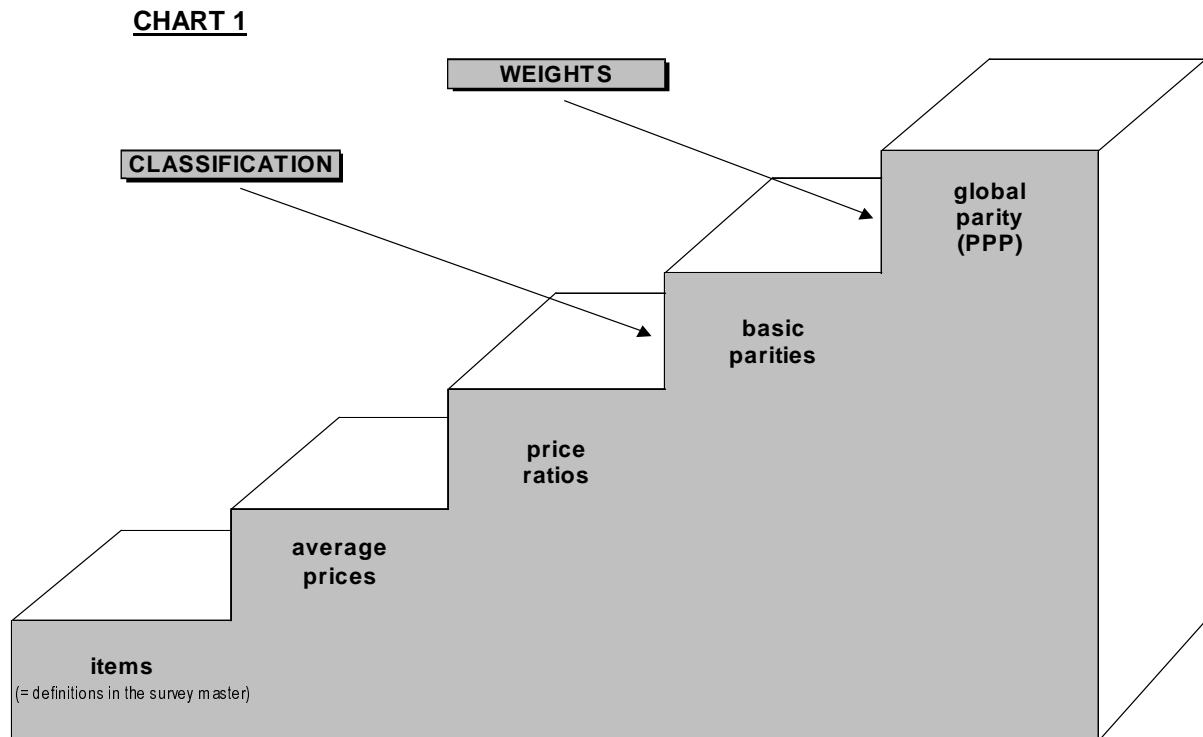 CHART 1
WEIGHTS
CLASSIFICATION
global
parity
(PPP)
basic
parities
price
ratios
average
prices
items
(= definitions in the survey master)